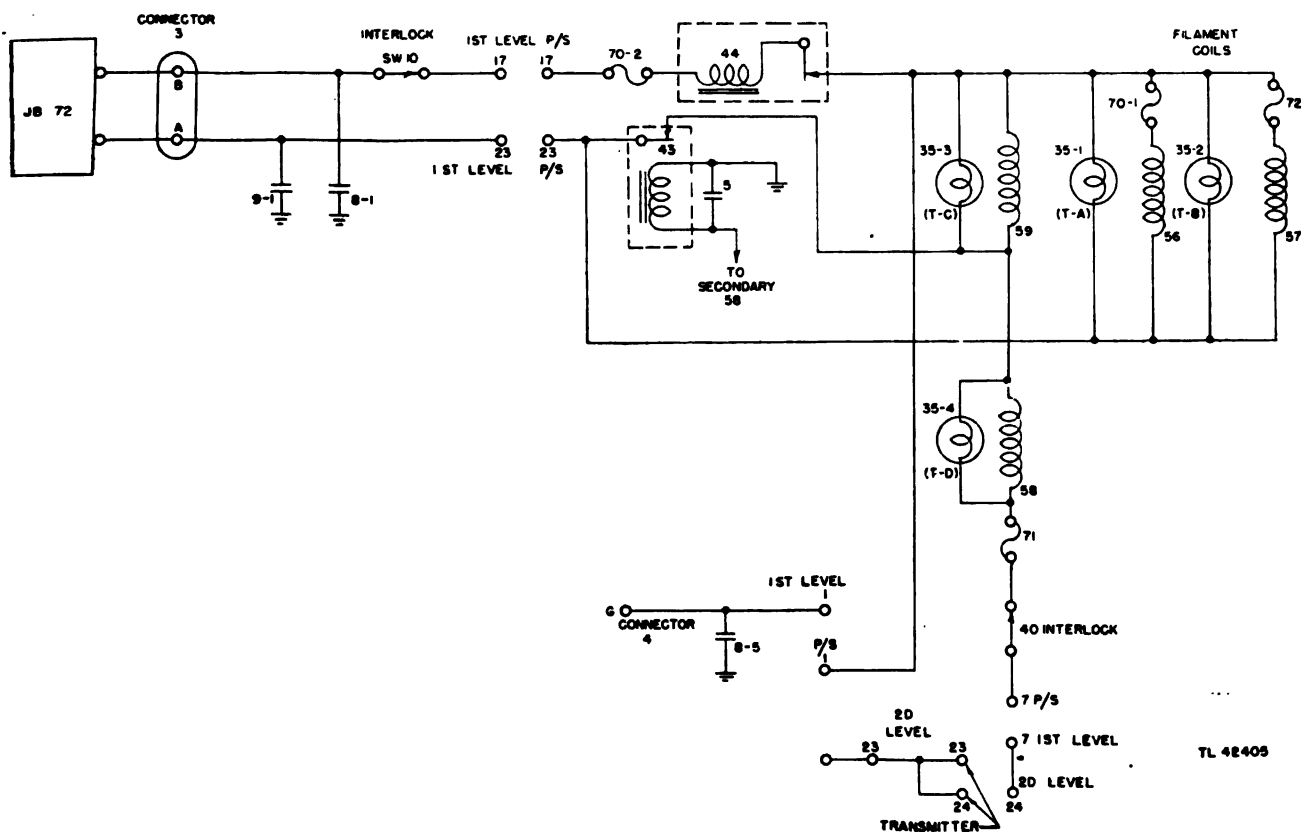 CONNECTOR
3
JB 72
B
A
INTERLOCK
SW 10
1ST LEVEL P/S
17
17
70-2
44
FILAMENT
COILS
9-1
8-1
23
23
1ST LEVEL
P/S
43
5
TO
SECONDARY
58
35-3
(T-C)
59
35-1
(T-A)
70-1
56
35-2
(T-B)
72
57
35-4
(T-D)
58
71
40 INTERLOCK
7 P/S
7 1ST LEVEL
2D LEVEL
24
G
CONNECTOR
4
8-5
1ST LEVEL
1
P/S
1
2D
LEVEL
23
23
24
TRANSMITTER
TL 42405